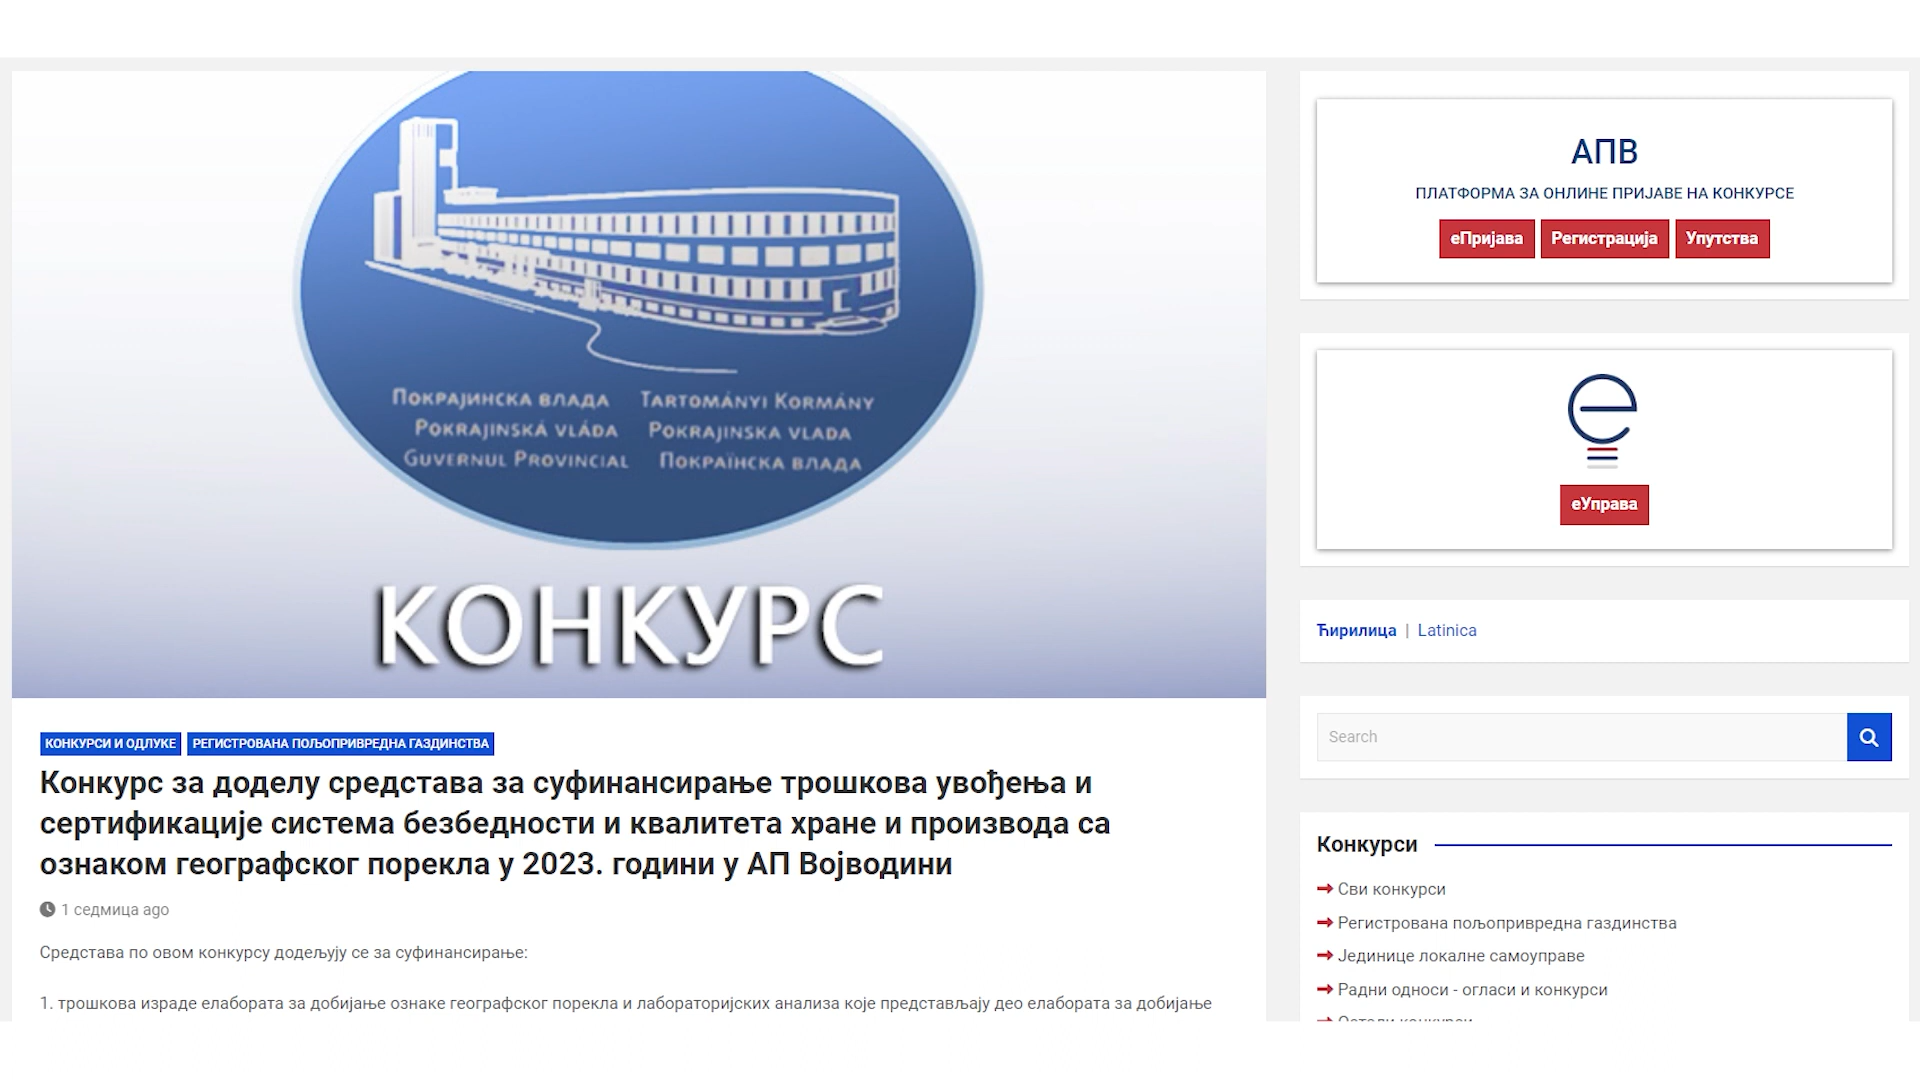 Покрајинска влада Tartományi Kormány
Pokrajinská vláda Pokrajinska vlada
Guvernul Provincial Покраїнска влада
КОНКУРС
КОНКУРСИ И ОДЛУКЕ РЕГИСТРОВАНА ПОЉОПРИВРЕДНА ГАЗДИНСТВА
Конкурс за доделу средстава за суфинансирање трошкова увођења и
сертификације система безбедности и квалитета хране и производа са
ознаком географског порекла у 2023. години у АП Војводини
1 седмица ago
Средстава по овом конкурсу додељују се за суфинансирање:
1. трошкова израде елабората за добијање ознаке географског порекла и лабораторијских анализа које представљају део елабората за добијање
АПВ
ПЛАТФОРМА ЗА ОНЛИНЕ ПРИЈАВЕ НА КОНКУРСЕ
еПријава Регистрација Упутства
e
еУправа
Ћирилица | Latinica
Search
Конкурси
Сви конкурси
Регистрована пољопривредна газдинства
Јединице локалне самоуправе
Радни односи - огласи и конкурси
Остали конкурси